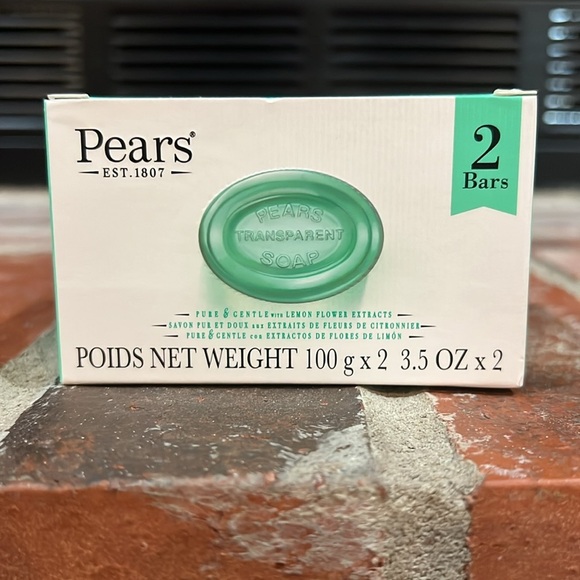 Pears®
EST. 1807
2
Bars
PEARS
TRANSPARENT
SOAP
PURE & GENTLE WITH LEMON FLOWER EXTRACTS
SAVON PUR ET DOUX aux EXTRAITS DE FLEURS DE CITRONNIER
PURE & GENTLE con EXTRACTOS DE FLORES DE LIMÓN
POIDS NET WEIGHT 100 g x 2 3.5 OZ x 2